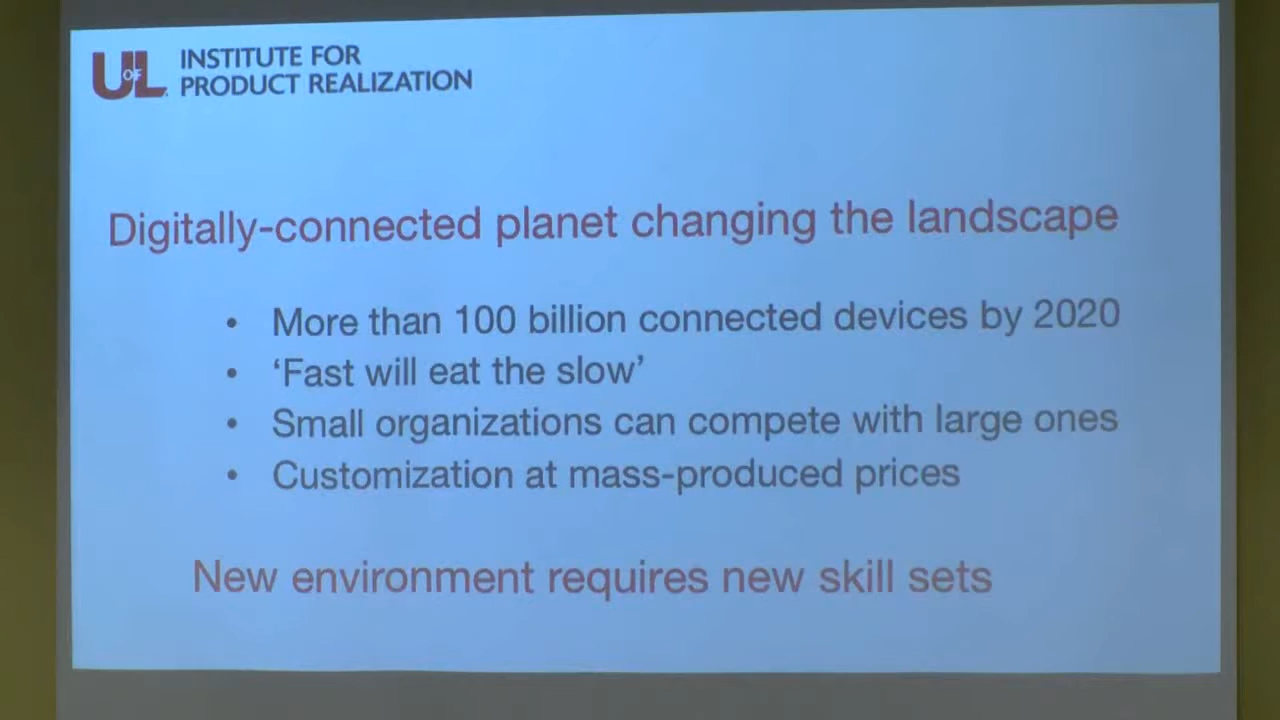 UofL INSTITUTE FOR
PRODUCT REALIZATION
Digitally-connected planet changing the landscape
• More than 100 billion connected devices by 2020
• ‘Fast will eat the slow’
• Small organizations can compete with large ones
• Customization at mass-produced prices
New environment requires new skill sets